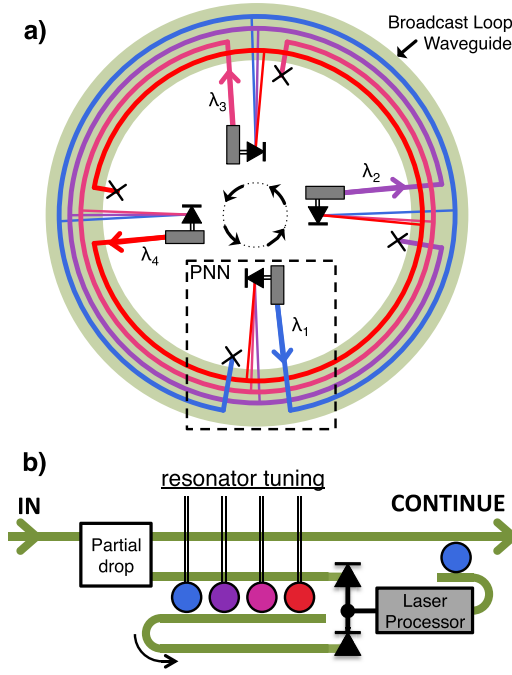 a)
Broadcast Loop
Waveguide
λ3
λ2
λ4
PNN
λ1
b)
resonator tuning
IN
CONTINUE
Partial
drop
Laser
Processor